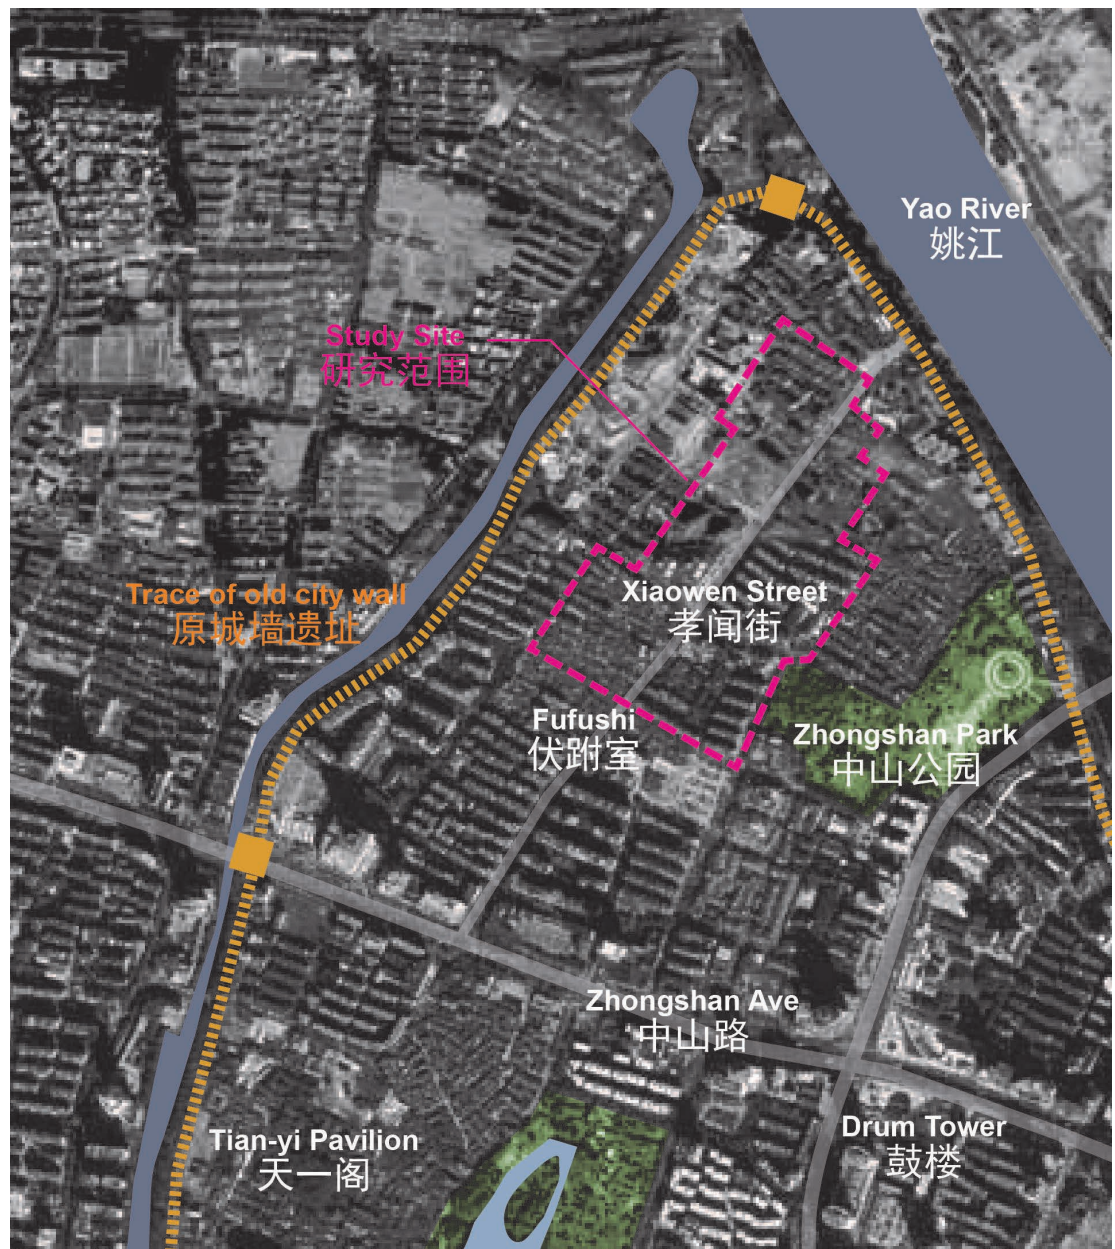 Yao River
姚江
Study Site
研究范围
Trace of old city wall
原城墙遗址
Xiaowen Street
孝闻街
Fufushi
伏跗室
Zhongshan Park
中山公园
Zhongshan Ave
中山路
Drum Tower
鼓楼
Tian-yi Pavilion
天一阁